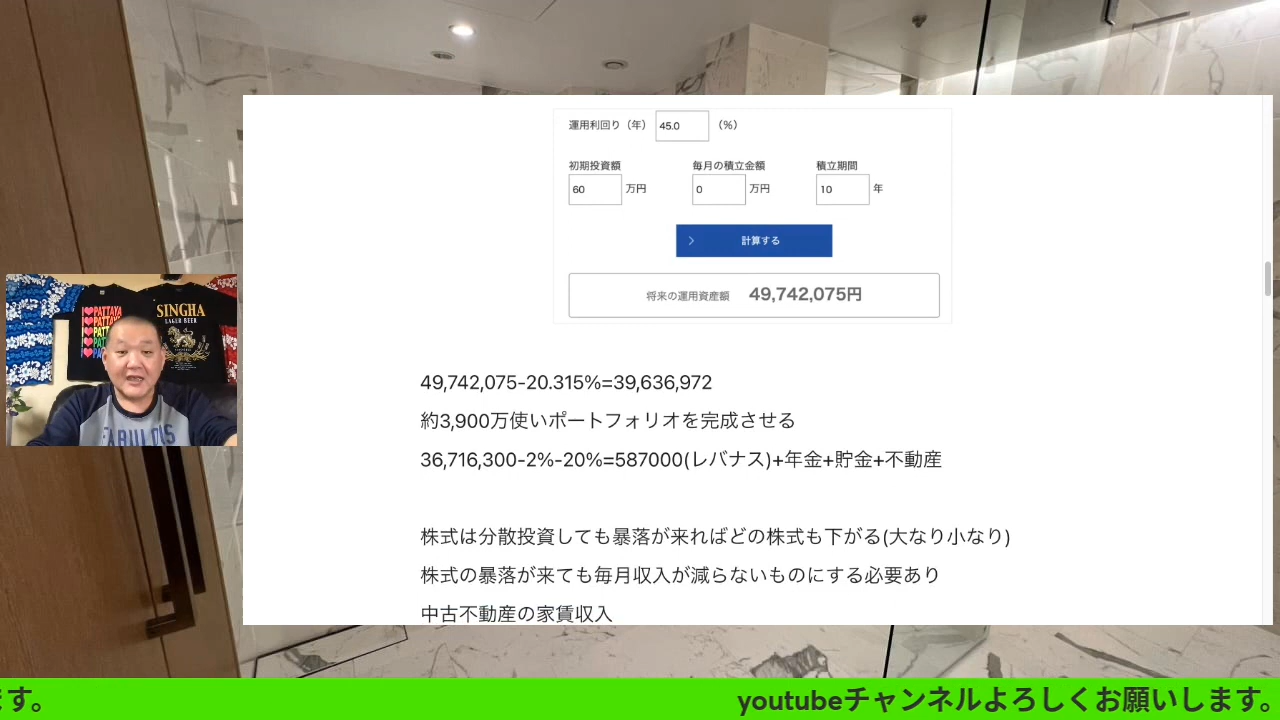 運用利回り（年） 45.0 （%）
初期投資額 毎月の積立金額 積立期間
60 万円 0 万円 10 年
計算する
将来の運用資産額 49,742,075円
49,742,075-20.315%=39,636,972
約3,900万使いポートフォリオを完成させる
36,716,300-2%-20%=587000(レバナス)+年金+貯金+不動産
株式は分散投資しても暴落が来ればどの株式も下がる(大なり小なり)
株式の暴落が来ても毎月収入が減らないものにする必要あり
中古不動産の家賃収入
I❤PATTAYA
I❤PATTAYA
SINGHA
LAGER BEER
FABULOUS
ます。 youtubeチャンネルよろしくお願いします。